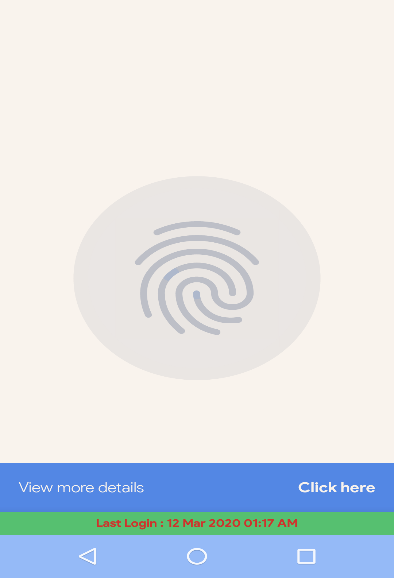 View more details Click here
Last Login : 12 Mar 2020 01:17 AM